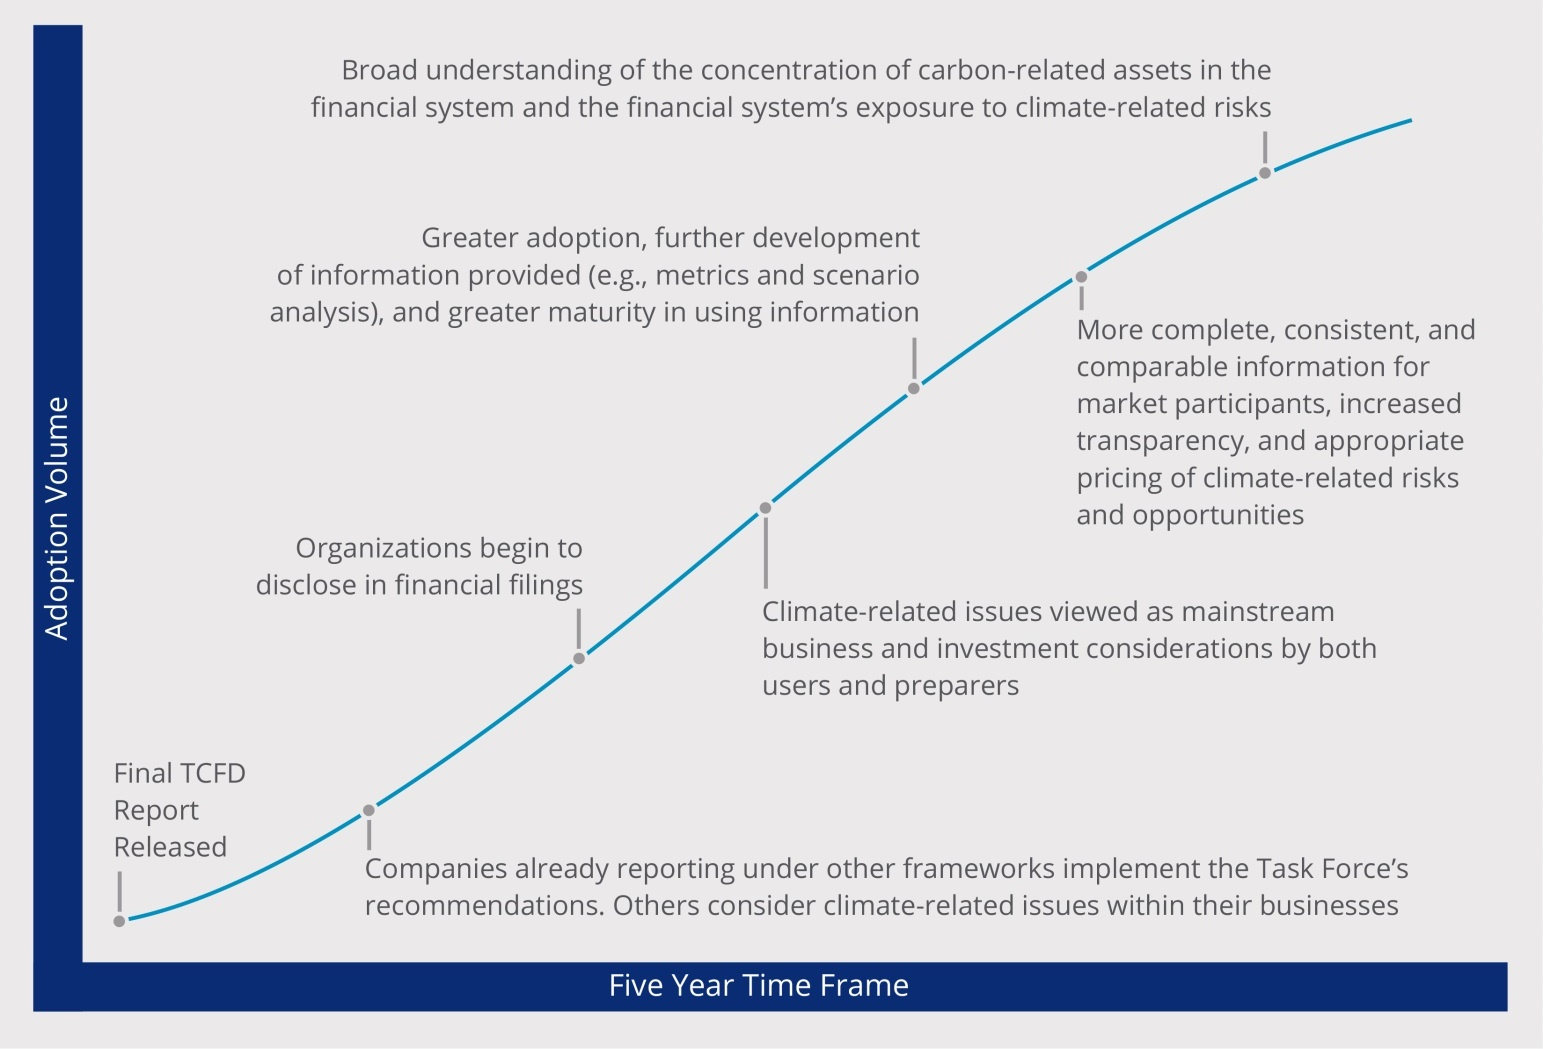 Broad understanding of the concentration of carbon-related assets in the
financial system and the financial system’s exposure to climate-related risks
Greater adoption, further development
of information provided (e.g., metrics and scenario
analysis), and greater maturity in using information
More complete, consistent, and
comparable information for
market participants, increased
transparency, and appropriate
pricing of climate-related risks
and opportunities
Adoption Volume
Organizations begin to
disclose in financial filings
Climate-related issues viewed as mainstream
business and investment considerations by both
users and preparers
Final TCFD
Report
Released
Companies already reporting under other frameworks implement the Task Force’s
recommendations. Others consider climate-related issues within their businesses
Five Year Time Frame